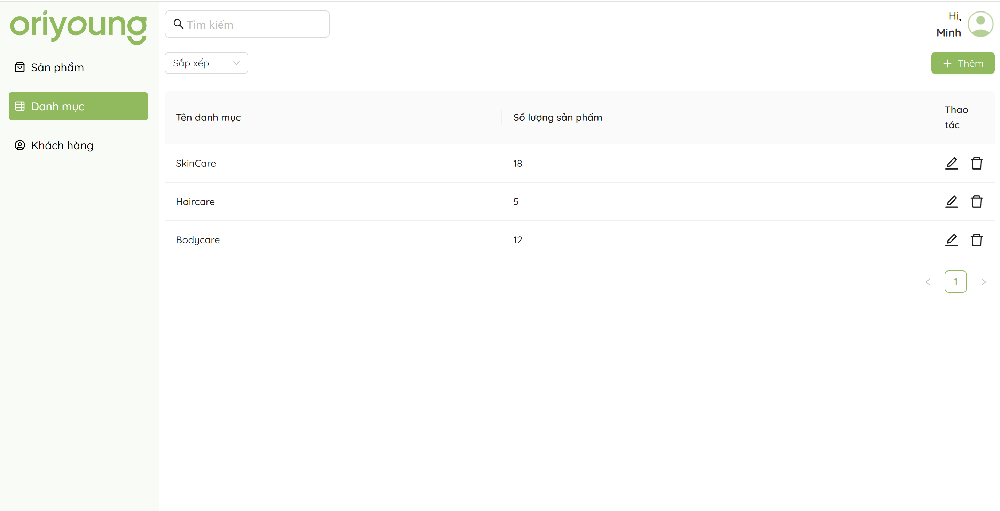 oriyoung
Sản phẩm
Danh mục
Khách hàng
Tìm kiếm
Hi,
Minh
Sắp xếp
Thêm
Tên danh mục
Số lượng sản phẩm
Thao
tác
SkinCare
18
Haircare
5
Bodycare
12
1